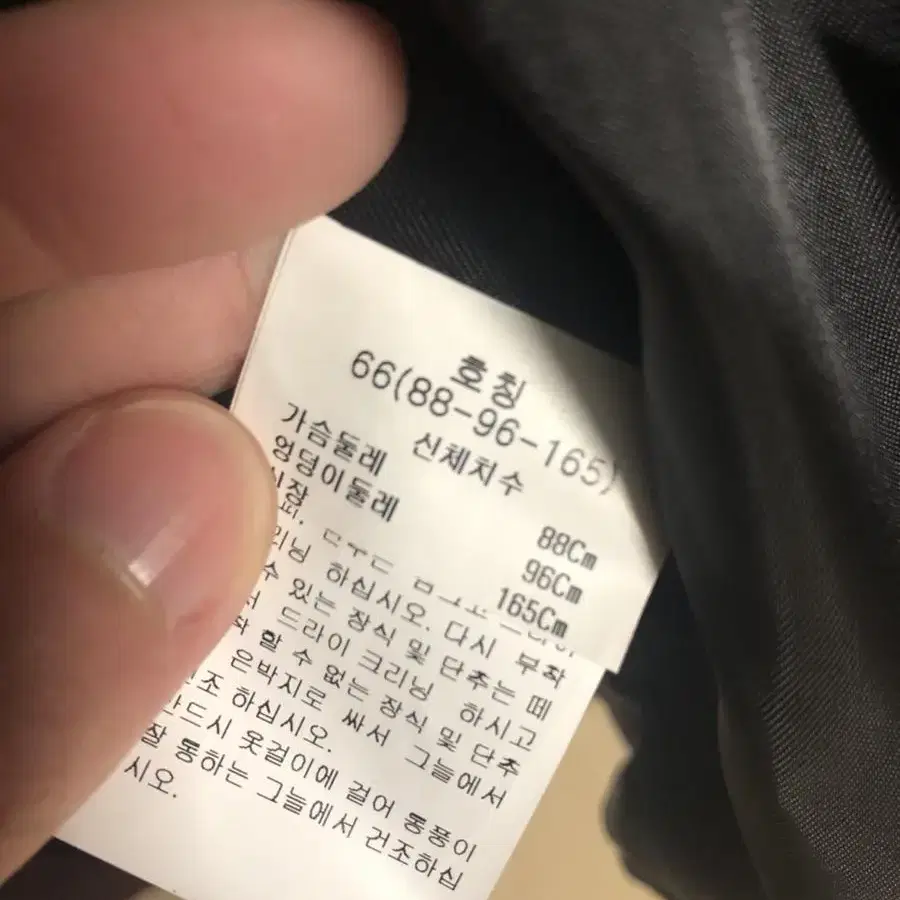 호칭
66(88-96-165)
신체치수
가슴둘레 88Cm
엉덩이둘레 96Cm
신장 165Cm
하십시오. 다시 부착
수 있는 장식 및 단추는 떼
드라이 크리닝 하시고
할 수 없는 장식 및 단추
은박지로 싸서 그늘에서
하십시오.
반드시 옷걸이에 걸어 통풍이
잘 통하는 그늘에서 건조하십
시오.